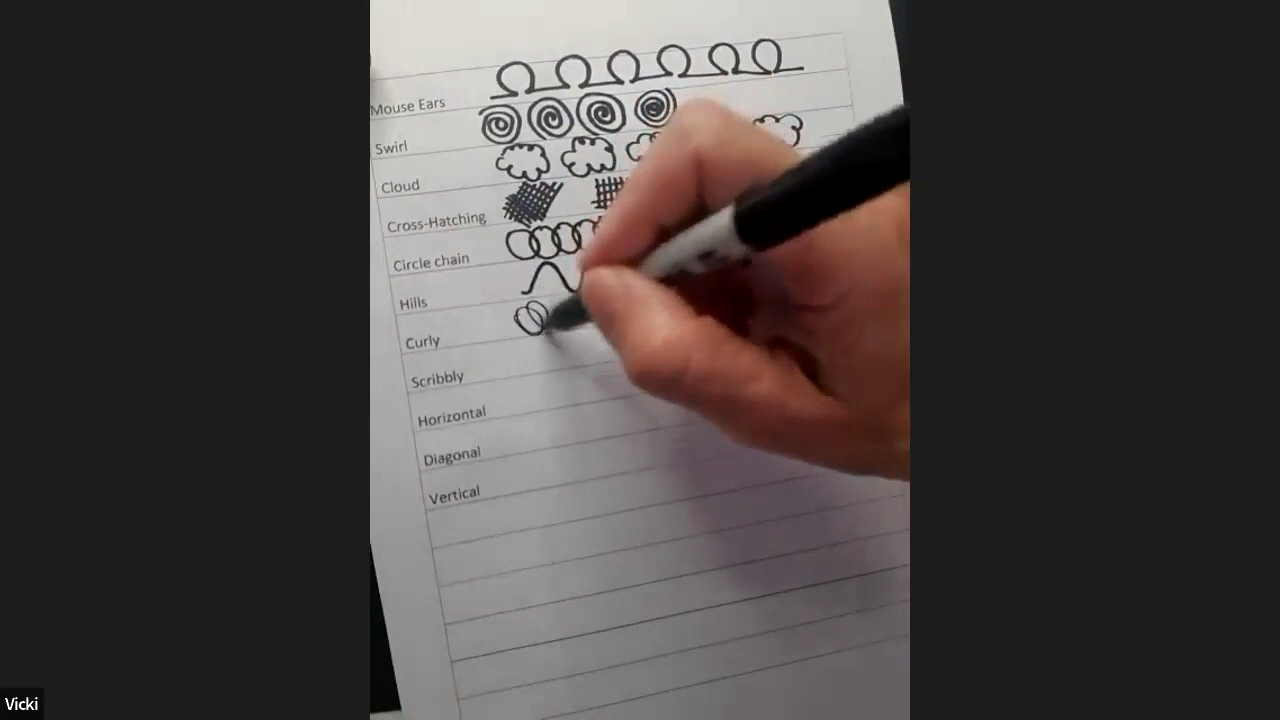 Mouse Ears
Swirl
Cloud
Cross-Hatching
Circle chain
Hills
Curly
Scribbly
Horizontal
Diagonal
Vertical
Vicki